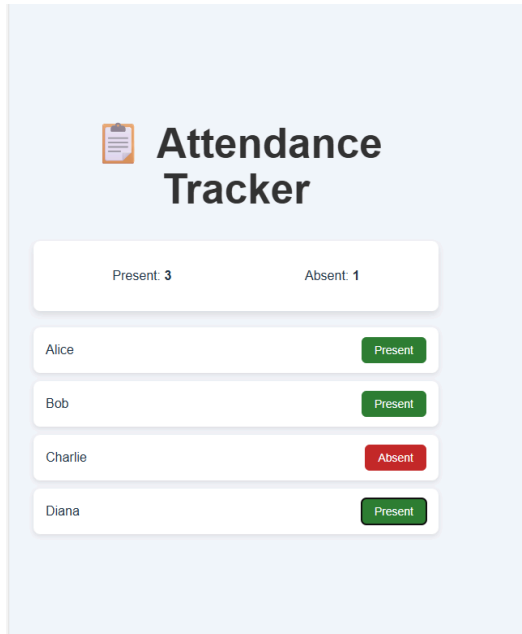 📋 Attendance
Tracker
Present: 3 Absent: 1
Alice Present
Bob Present
Charlie Absent
Diana Present